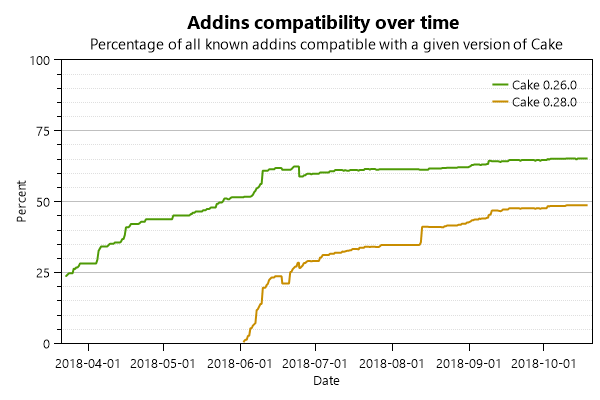 Addins compatibility over time
Percentage of all known addins compatible with a given version of Cake
100
75
50
25
0
Percent
Cake 0.26.0
Cake 0.28.0
2018-04-01 2018-05-01 2018-06-01 2018-07-01 2018-08-01 2018-09-01 2018-10-01
Date